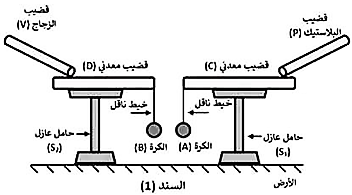 قضيب
الزجاج (V)
قضيب
البلاستيك (P)
قضيب معدني (D)
قضيب معدني (C)
خيط ناقل
خيط ناقل
حامل عازل
(S₂)
حامل عازل
(S₁)
الكرة (B)
الكرة (A)
السند (1)
الأرض